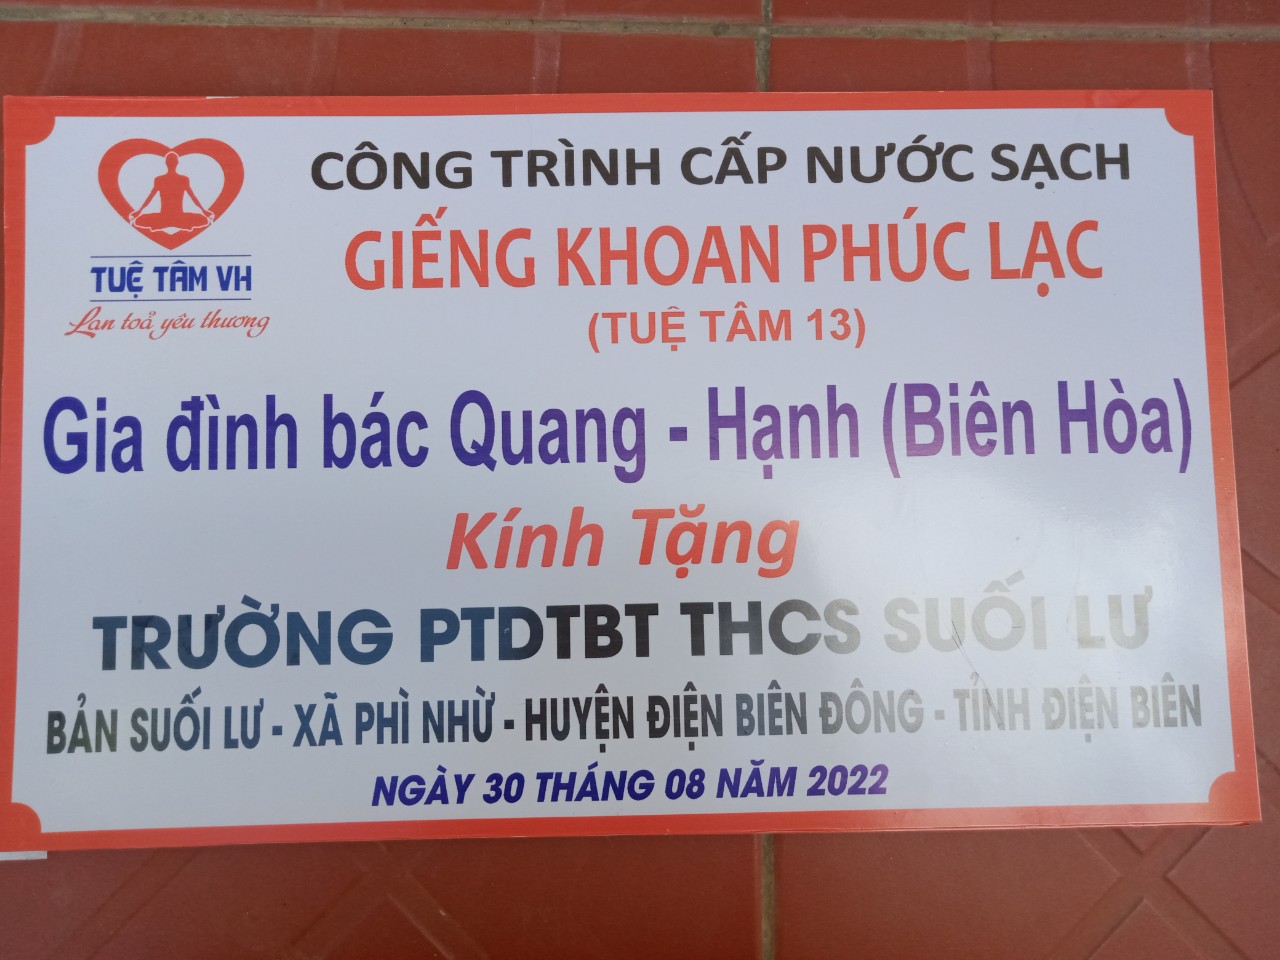 TUỆ TÂM VH
Lan toả yêu thương
CÔNG TRÌNH CẤP NƯỚC SẠCH
GIẾNG KHOAN PHÚC LẠC
(TUỆ TÂM 13)
Gia đình bác Quang - Hạnh (Biên Hòa)
Kính Tặng
TRƯỜNG PTDTBT THCS SUỐI LƯ
BẢN SUỐI LƯ - XÃ PHÌ NHỪ - HUYỆN ĐIỆN BIÊN ĐÔNG - TỈNH ĐIỆN BIÊN
NGÀY 30 THÁNG 08 NĂM 2022